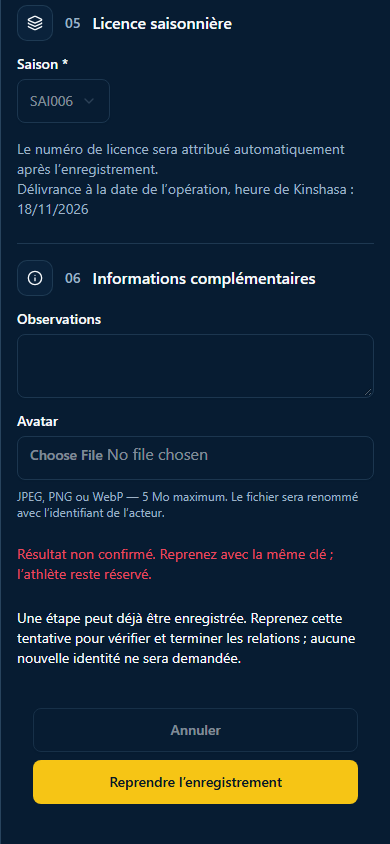 05 Licence saisonnière
Saison *
SAI006
Le numéro de licence sera attribué automatiquement
après l’enregistrement.
Délivrance à la date de l’opération, heure de Kinshasa :
18/11/2026
06 Informations complémentaires
Observations
Avatar
Choose File No file chosen
JPEG, PNG ou WebP — 5 Mo maximum. Le fichier sera renommé
avec l’identifiant de l’acteur.
Résultat non confirmé. Reprenez avec la même clé ;
l’athlète reste réservé.
Une étape peut déjà être enregistrée. Reprenez cette
tentative pour vérifier et terminer les relations ; aucune
nouvelle identité ne sera demandée.
Annuler
Reprendre l’enregistrement